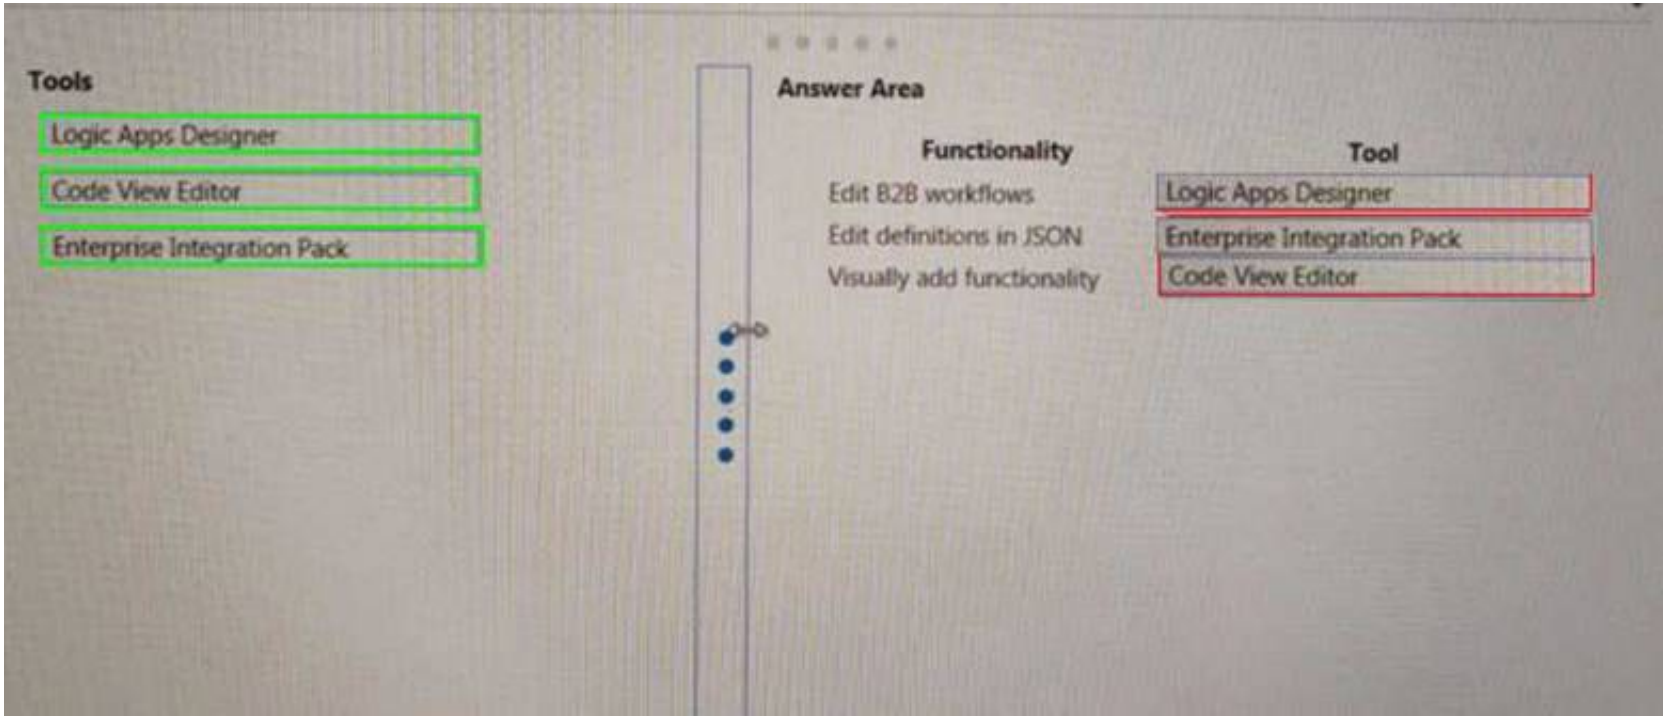 Tools
Logic Apps Designer
Code View Editor
Enterprise Integration Pack
Answer Area
Functionality Tool
Edit B2B workflows Logic Apps Designer
Edit definitions in JSON Enterprise Integration Pack
Visually add functionality Code View Editor